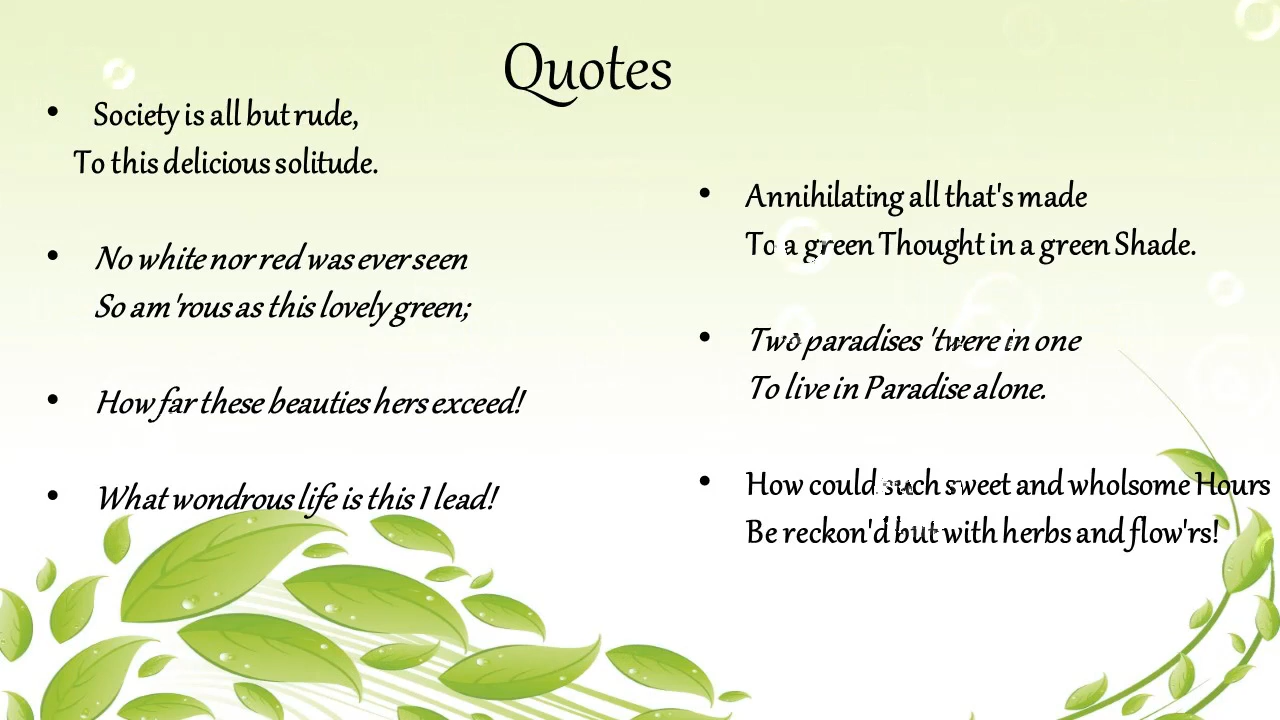 Quotes
• Society is all but rude,
To this delicious solitude.
• No white nor red was ever seen
So am 'rous as this lovely green;
• How far these beauties hers exceed!
• What wondrous life is this I lead!
• Annihilating all that's made
To a green Thought in a green Shade.
• Two paradises 'twere in one
To live in Paradise alone.
• How could such sweet and wholsome Hours
Be reckon'd but with herbs and flow'rs!